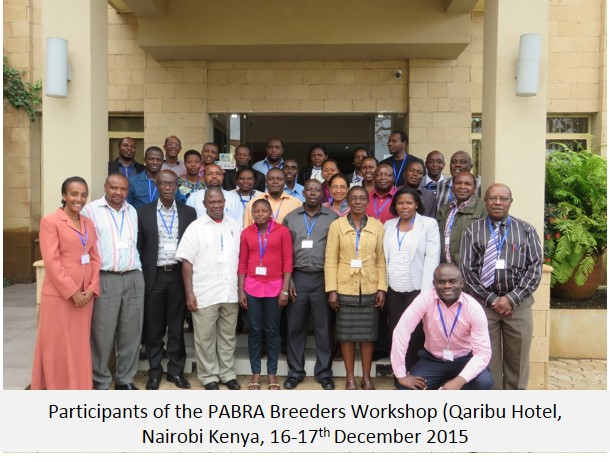 Participants of the PABRA Breeders Workshop (Qaribu Hotel,
Nairobi Kenya, 16-17th December 2015